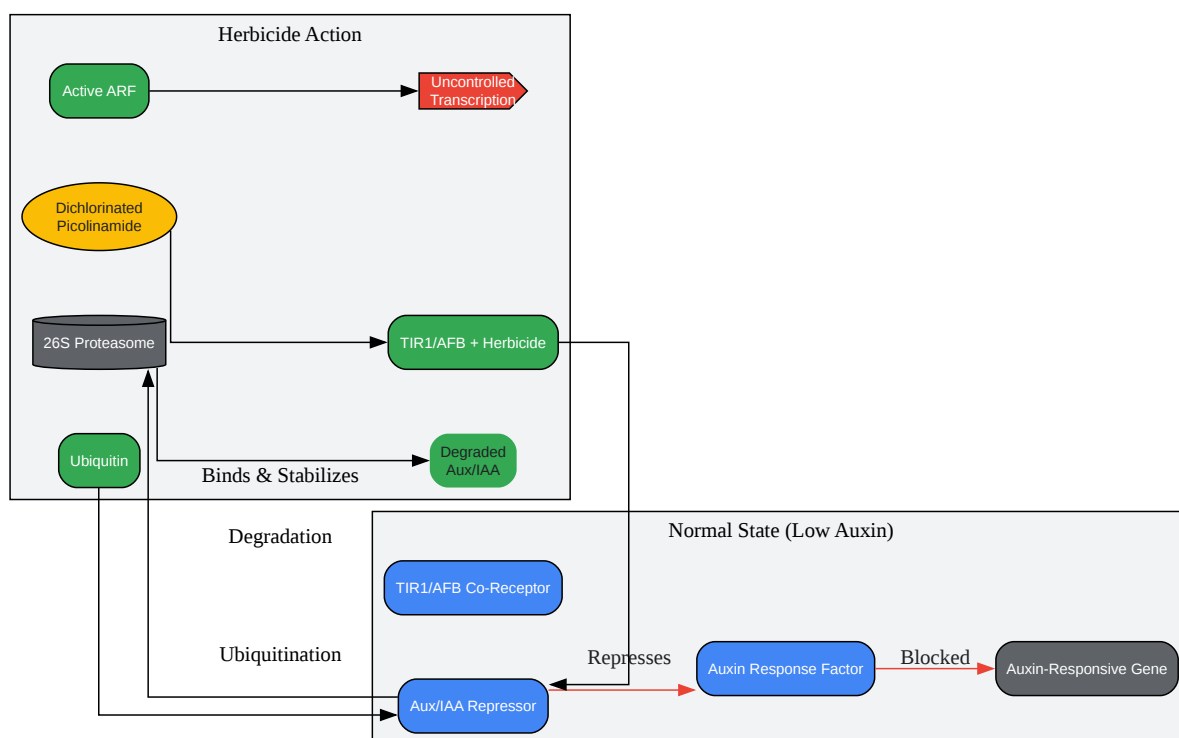 Herbicide Action
Active ARF
Uncontrolled
Transcription
Dichlorinated
Picolinamide
26S Proteasome
TIR1/AFB + Herbicide
Ubiquitin
Degraded
Aux/IAA
Binds & Stabilizes
Degradation
Normal State (Low Auxin)
TIR1/AFB Co-Receptor
Ubiquitination
Represses
Auxin Response Factor
Blocked
Auxin-Responsive Gene
Aux/IAA Repressor